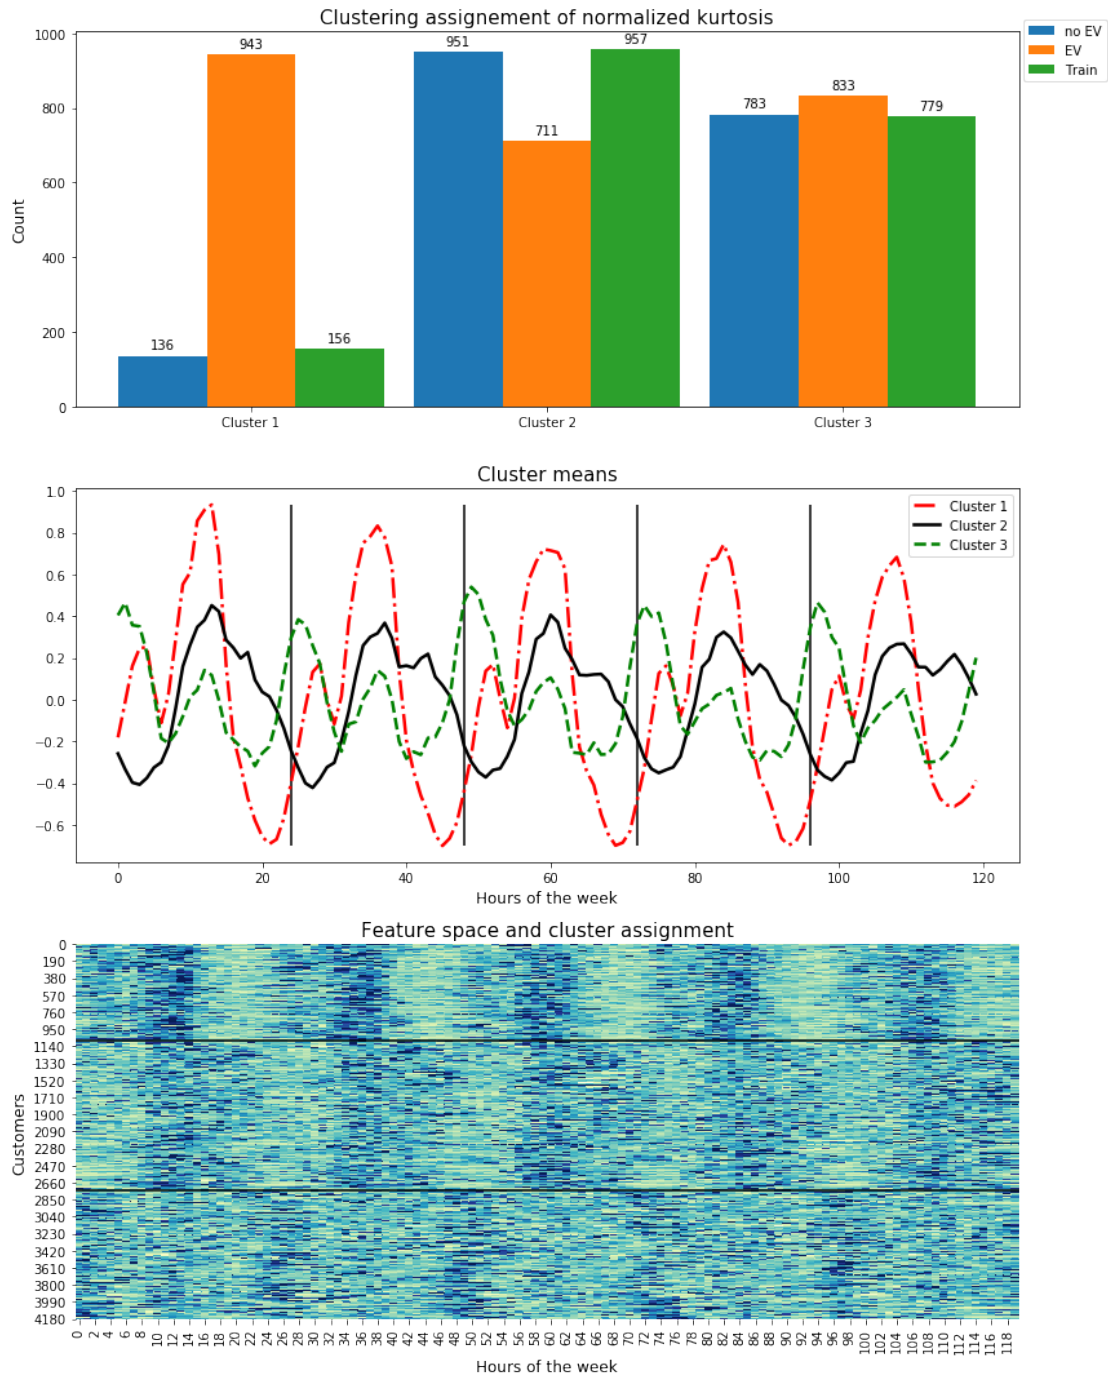 Clustering assignement of normalized kurtosis
1000
800
600
400
200
0
Count
136
943
156
951
711
957
783
833
779
Cluster 1
Cluster 2
Cluster 3
no EV
EV
Train
Cluster means
1.0
0.8
0.6
0.4
0.2
0.0
−0.2
−0.4
−0.6
Cluster 1
Cluster 2
Cluster 3
0 20 40 60 80 100 120
Hours of the week
Feature space and cluster assignment
Customers
0
190
380
570
760
950
1140
1330
1520
1710
1900
2090
2280
2470
2660
2850
3040
3230
3420
3610
3800
3990
4180
0 2 4 6 8 10 12 14 16 18 20 22 24 26 28 30 32 34 36 38 40 42 44 46 48 50 52 54 56 58 60 62 64 66 68 70 72 74 76 78 80 82 84 86 88 90 92 94 96 98 100 102 104 106 108 110 112 114 116 118
Hours of the week